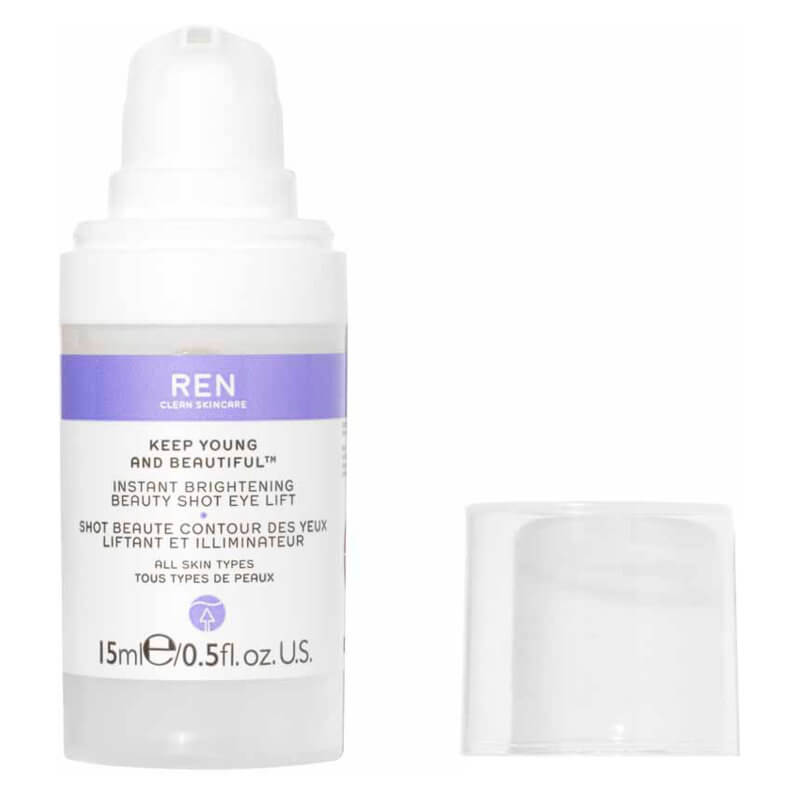 REN
CLEAN SKINCARE
KEEP YOUNG
AND BEAUTIFUL™
INSTANT BRIGHTENING
BEAUTY SHOT EYE LIFT
SHOT BEAUTE CONTOUR DES YEUX
LIFTANT ET ILLIMINATEUR
ALL SKIN TYPES
TOUS TYPES DE PEAUX
15ml℮/0.5fl.oz.U.S.